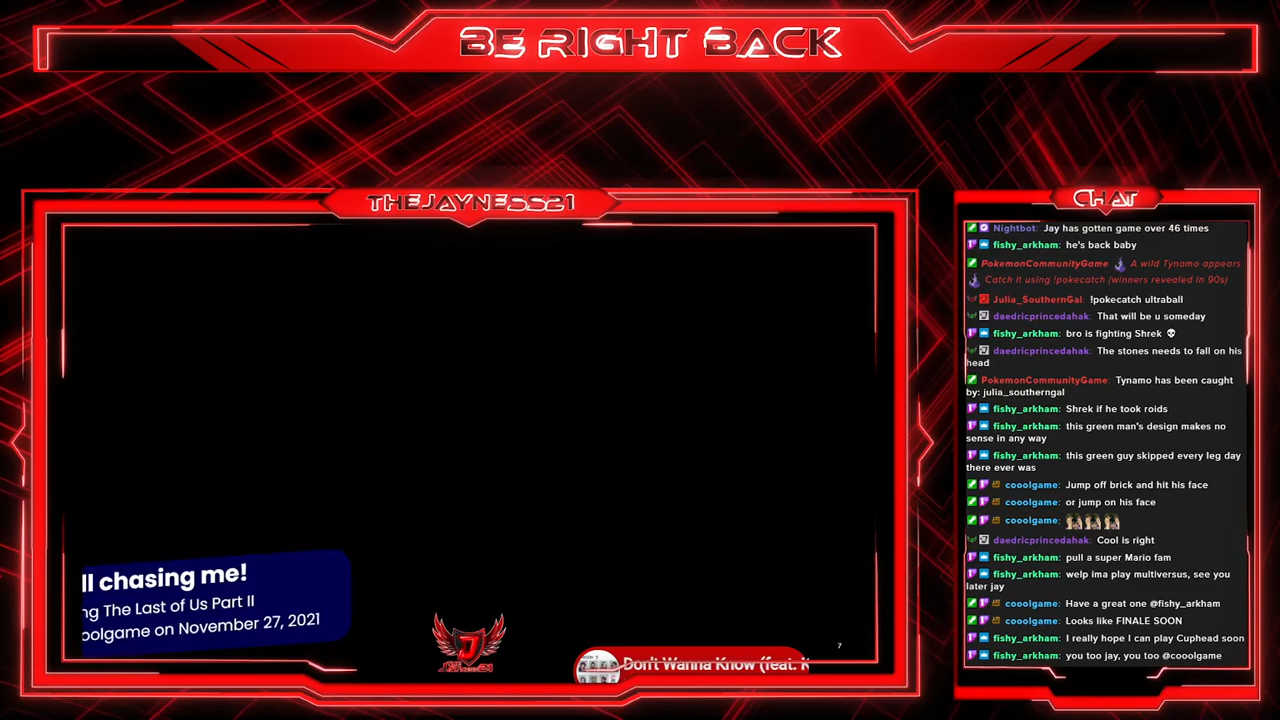 BE RIGHT BACK
THEJAYNESS21
CHAT
Nightbot: Jay has gotten game over 46 times
fishy_arkham: he's back baby
PokemonCommunityGame A wild Tynamo appears
Catch it using !pokecatch (winners revealed in 90s)
Julia_SouthernGal: !pokecatch ultraball
daedricprincedahak: That will be u someday
fishy_arkham: bro is fighting Shrek 💀
daedricprincedahak: The stones needs to fall on his
head
PokemonCommunityGame: Tynamo has been caught
by: julia_southerngal
fishy_arkham: Shrek if he took roids
fishy_arkham: this green man's design makes no
sense in any way
fishy_arkham: this green guy skipped every leg day
there ever was
cooolgame: Jump off brick and hit his face
cooolgame: or jump on his face
cooolgame:
daedricprincedahak: Cool is right
fishy_arkham: pull a super Mario fam
fishy_arkham: welp ima play multiversus, see you
later jay
cooolgame: Have a great one @fishy_arkham
cooolgame: Looks like FINALE SOON
fishy_arkham: I really hope I can play Cuphead soon
fishy_arkham: you too jay, you too @cooolgame
ll chasing me!
ng The Last of Us Part II
oolgame on November 27, 2021
7
Don't Wanna Know (feat. K